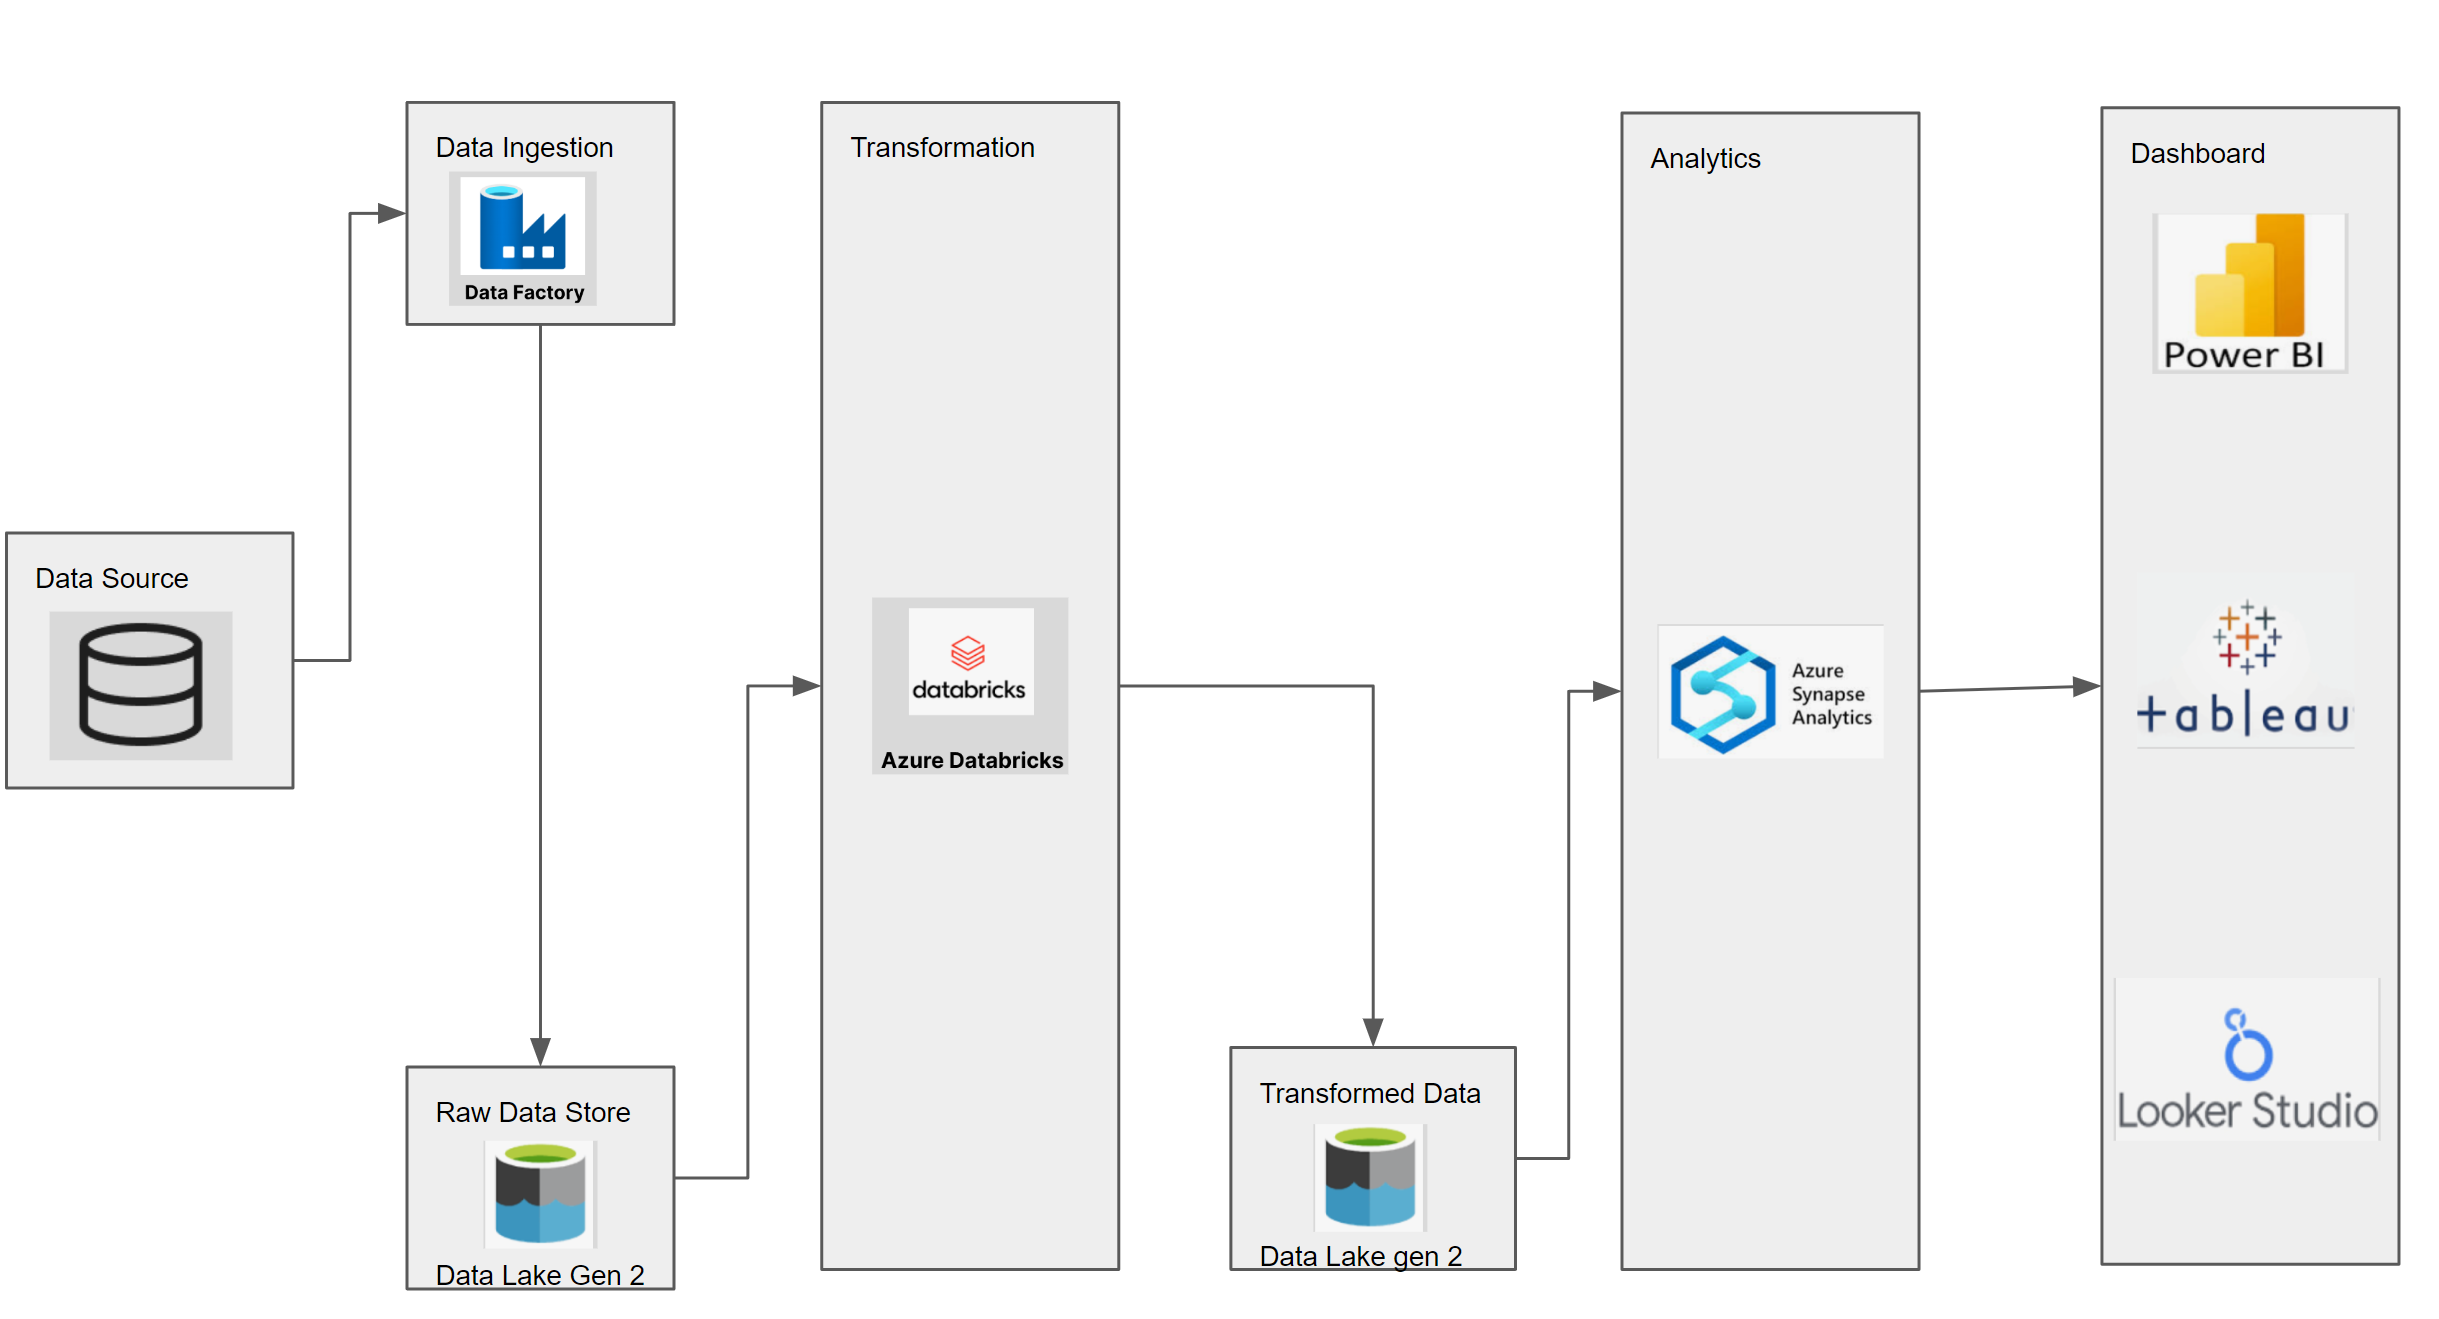 Data Source
Data Ingestion
Data Factory
Raw Data Store
Data Lake Gen 2
Transformation
databricks
Azure Databricks
Transformed Data
Data Lake gen 2
Analytics
Azure
Synapse
Analytics
Dashboard
Power BI
+ableau
Looker Studio